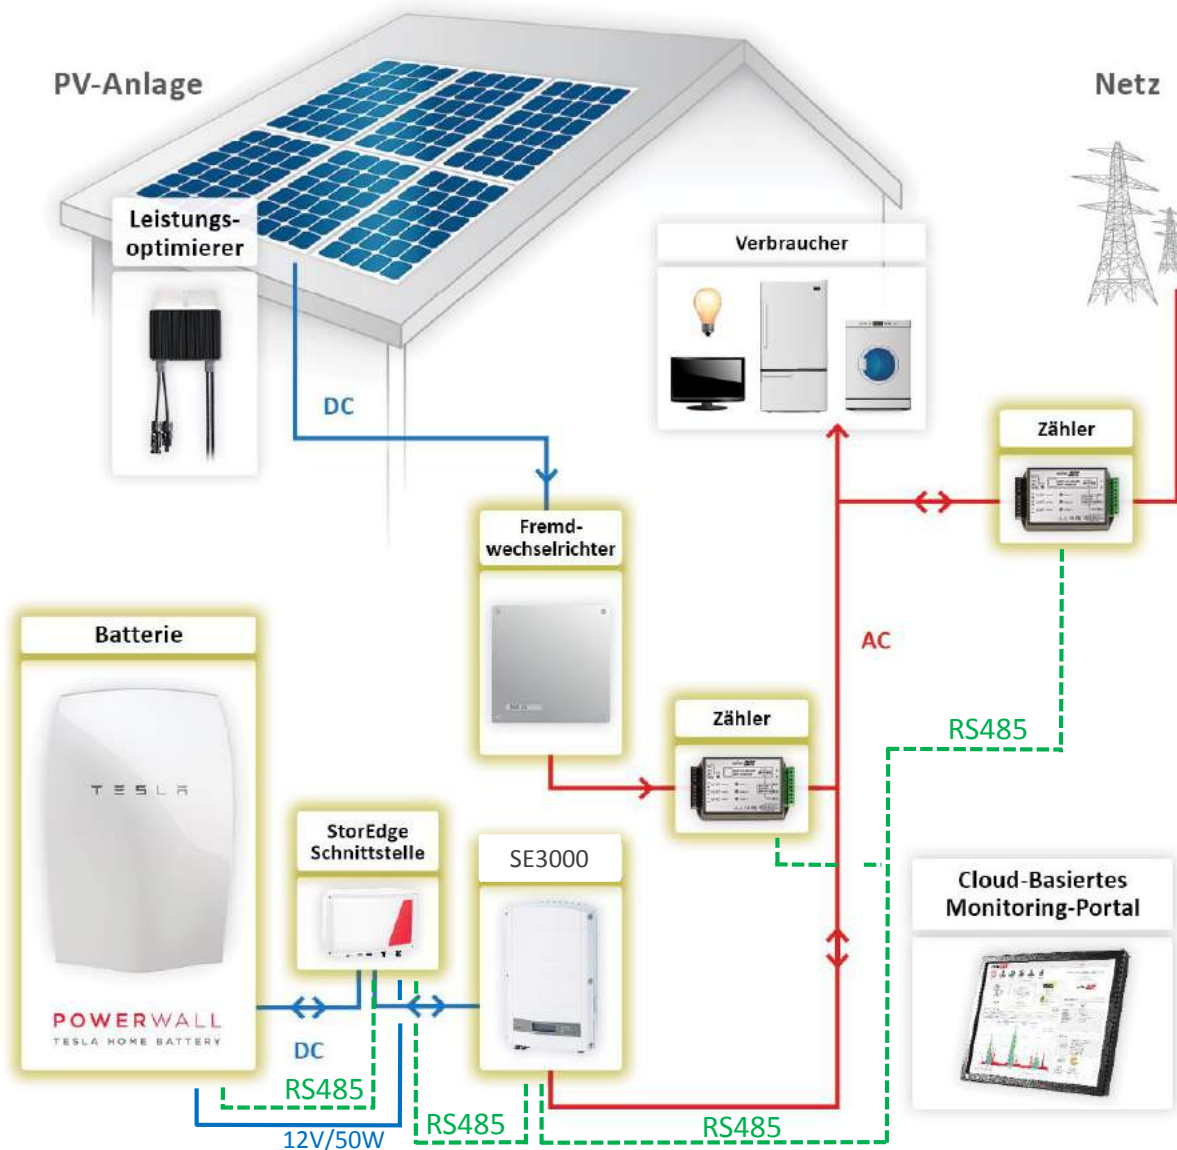 PV-Anlage
Netz
Leistungs-
optimierer
Verbraucher
DC
Zähler
Fremd-
wechselrichter
Batterie
AC
Zähler
RS485
TESLA
StorEdge
Schnittstelle
SE3000
Cloud-Basiertes
Monitoring-Portal
POWERWALL
TESLA HOME BATTERY
DC
RS485
RS485
RS485
12V/50W